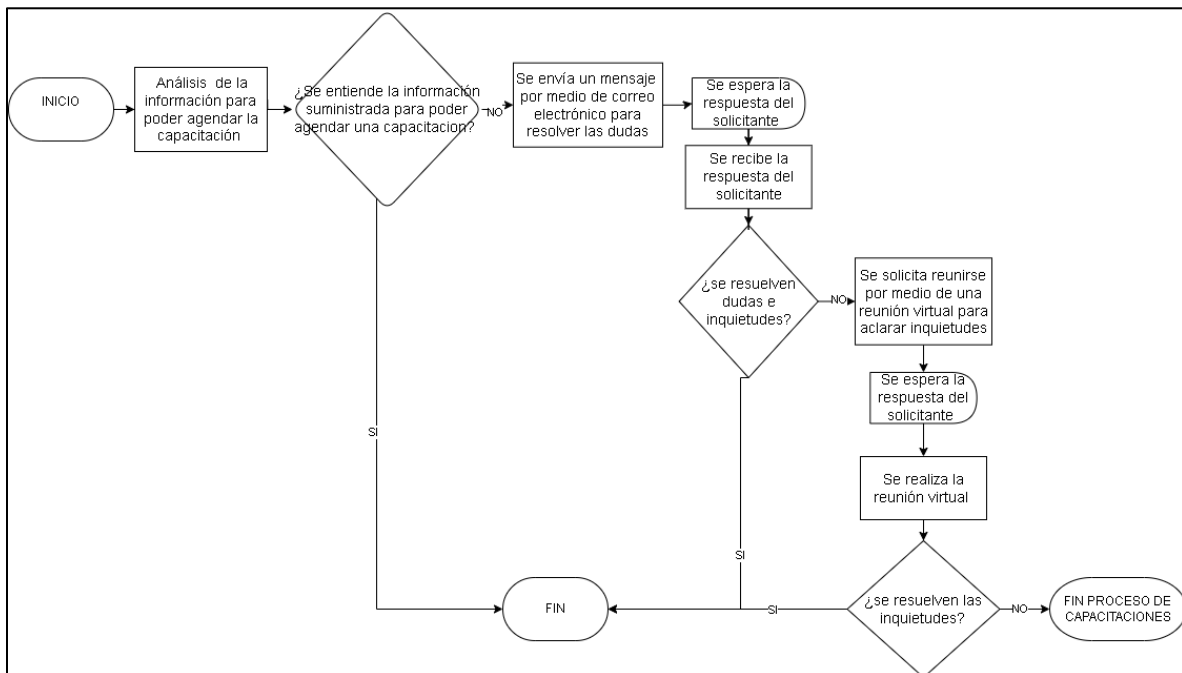 INICIO
Análisis de la
información para
poder agendar la
capacitación
¿Se entiende la información
suministrada para poder
agendar una capacitacion?
NO
Se envía un mensaje
por medio de correo
electrónico para
resolver las dudas
Se espera la
respuesta del
solicitante
Se recibe la
respuesta del
solicitante
¿se resuelven
dudas e
inquietudes?
NO
Se solicita reunirse
por medio de una
reunión virtual para
aclarar inquietudes
Se espera la
respuesta del
solicitante
Se realiza la
reunión virtual
¿se resuelven las
inquietudes?
NO
FIN PROCESO DE
CAPACITACIONES
SI
SI
SI
FIN